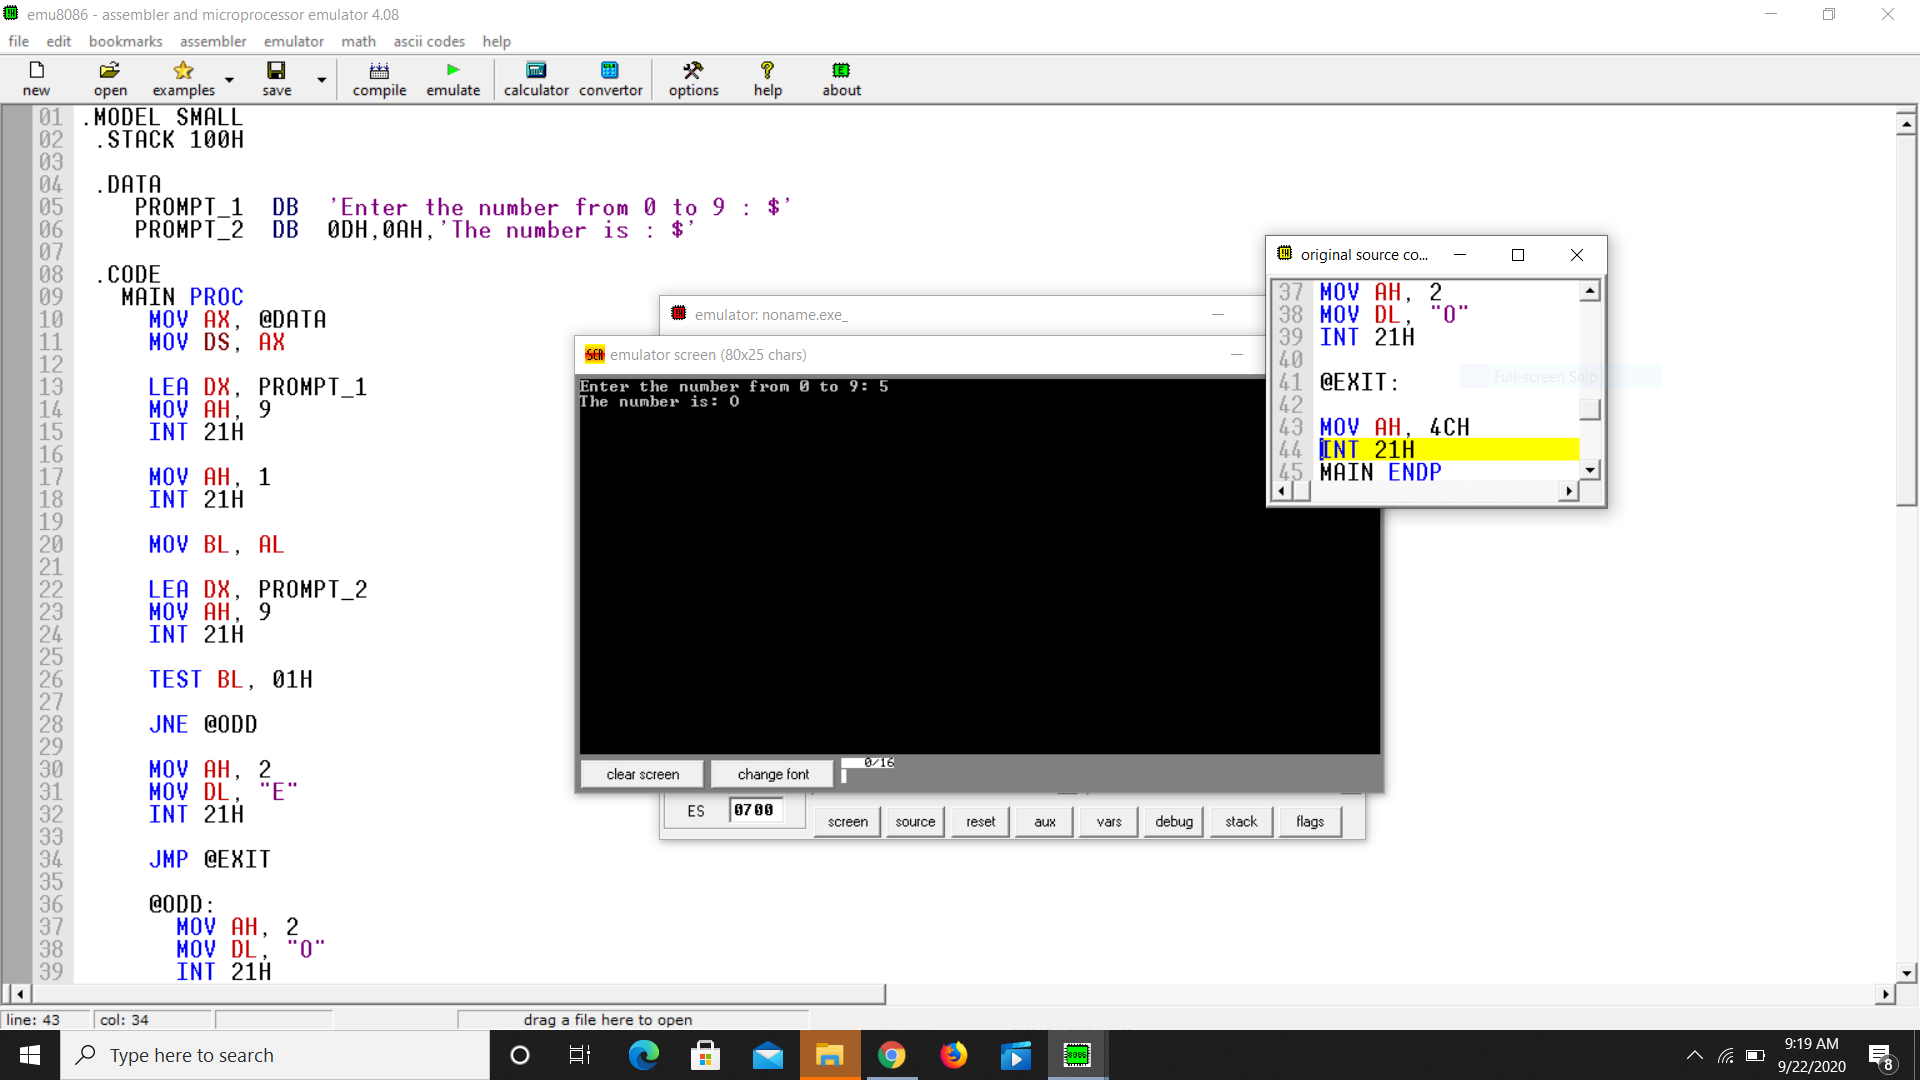 emu8086 - assembler and microprocessor emulator 4.08
file edit bookmarks assembler emulator math ascii codes help
new open examples save compile emulate calculator convertor options help about
01 .MODEL SMALL
02 .STACK 100H
03
04 .DATA
05 PROMPT_1 DB 'Enter the number from 0 to 9 : $'
06 PROMPT_2 DB 0DH,0AH,'The number is : $'
07
08 .CODE
09 MAIN PROC
10 MOV AX, @DATA
11 MOV DS, AX
12
13 LEA DX, PROMPT_1
14 MOV AH, 9
15 INT 21H
16
17 MOV AH, 1
18 INT 21H
19
20 MOV BL, AL
21
22 LEA DX, PROMPT_2
23 MOV AH, 9
24 INT 21H
25
26 TEST BL, 01H
27
28 JNE @ODD
29
30 MOV AH, 2
31 MOV DL, "E"
32 INT 21H
33
34 JMP @EXIT
35
36 @ODD:
37 MOV AH, 2
38 MOV DL, "O"
39 INT 21H
emulator: noname.exe_
SCR emulator screen (80x25 chars)
Enter the number from 0 to 9: 5
The number is: O
clear screen change font 0/16
ES 0700
screen source reset aux vars debug stack flags
original source co...
37 MOV AH, 2
38 MOV DL, "O"
39 INT 21H
40
41 @EXIT:
42
43 MOV AH, 4CH
44 INT 21H
45 MAIN ENDP
Full-screen Snip
line: 43 col: 34 drag a file here to open
Type here to search
8086
9:19 AM
9/22/2020
8